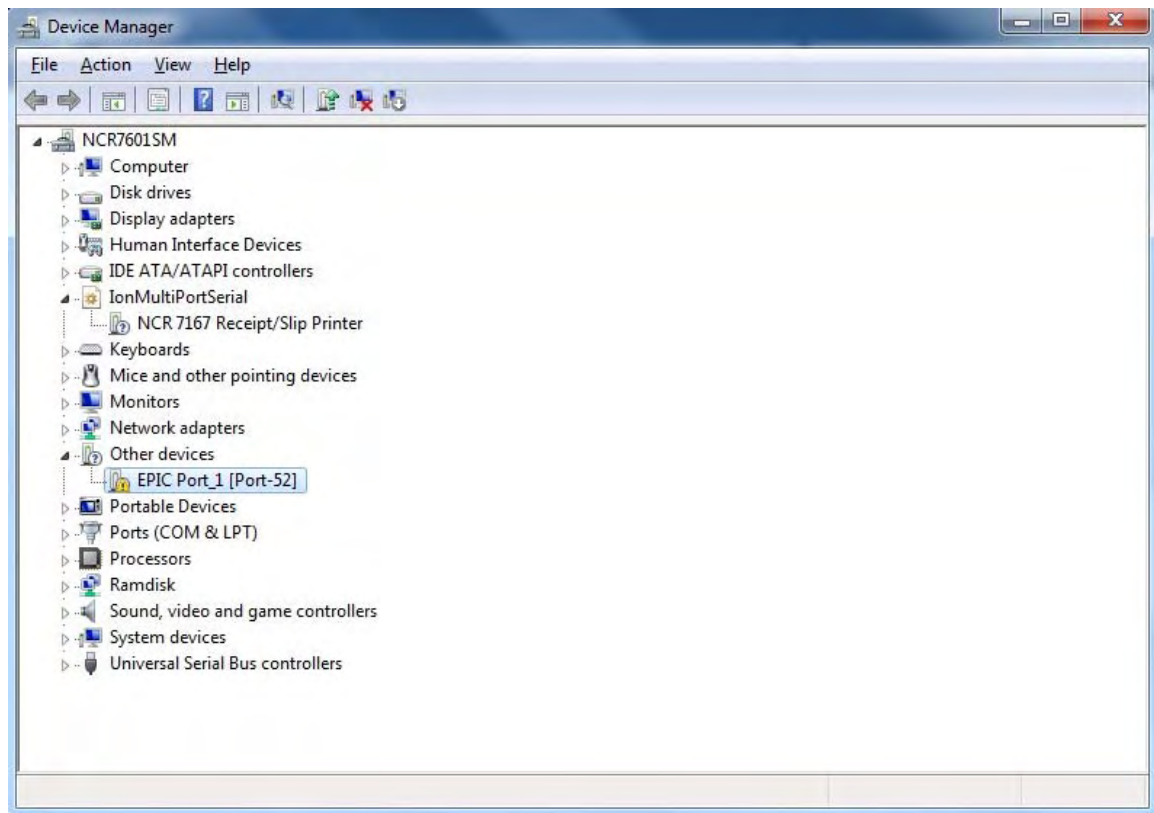 Device Manager
File Action View Help
NCR7601SM
Computer
Disk drives
Display adapters
Human Interface Devices
IDE ATA/ATAPI controllers
IonMultiPortSerial
NCR 7167 Receipt/Slip Printer
Keyboards
Mice and other pointing devices
Monitors
Network adapters
Other devices
EPIC Port_1 [Port-52]
Portable Devices
Ports (COM & LPT)
Processors
Ramdisk
Sound, video and game controllers
System devices
Universal Serial Bus controllers